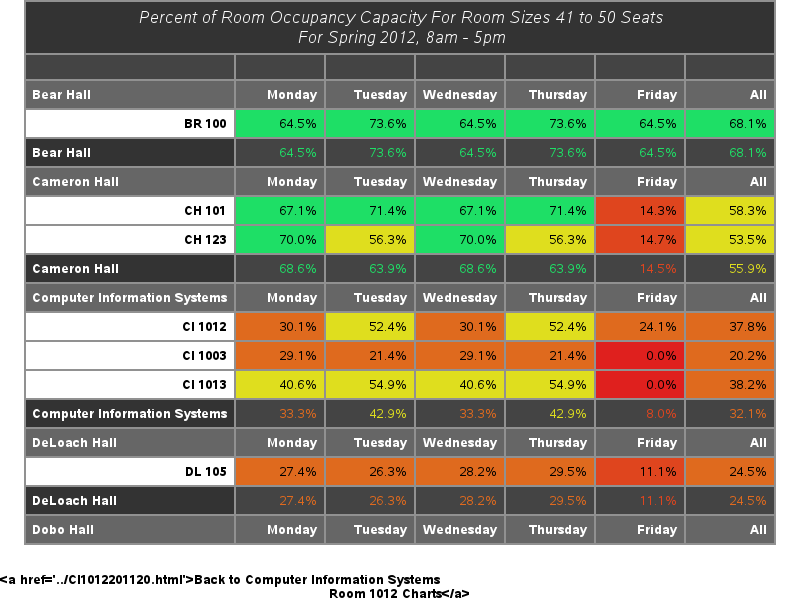 Percent of Room Occupancy Capacity For Room Sizes 41 to 50 Seats
For Spring 2012, 8am - 5pm
Bear Hall Monday Tuesday Wednesday Thursday Friday All
BR 100 64.5% 73.6% 64.5% 73.6% 64.5% 68.1%
Bear Hall 64.5% 73.6% 64.5% 73.6% 64.5% 68.1%
Cameron Hall Monday Tuesday Wednesday Thursday Friday All
CH 101 67.1% 71.4% 67.1% 71.4% 14.3% 58.3%
CH 123 70.0% 56.3% 70.0% 56.3% 14.7% 53.5%
Cameron Hall 68.6% 63.9% 68.6% 63.9% 14.5% 55.9%
Computer Information Systems Monday Tuesday Wednesday Thursday Friday All
CI 1012 30.1% 52.4% 30.1% 52.4% 24.1% 37.8%
CI 1003 29.1% 21.4% 29.1% 21.4% 0.0% 20.2%
CI 1013 40.6% 54.9% 40.6% 54.9% 0.0% 38.2%
Computer Information Systems 33.3% 42.9% 33.3% 42.9% 8.0% 32.1%
DeLoach Hall Monday Tuesday Wednesday Thursday Friday All
DL 105 27.4% 26.3% 28.2% 29.5% 11.1% 24.5%
DeLoach Hall 27.4% 26.3% 28.2% 29.5% 11.1% 24.5%
Dobo Hall Monday Tuesday Wednesday Thursday Friday All
<a href='../CI1012201120.html'>Back to Computer Information Systems
Room 1012 Charts</a>